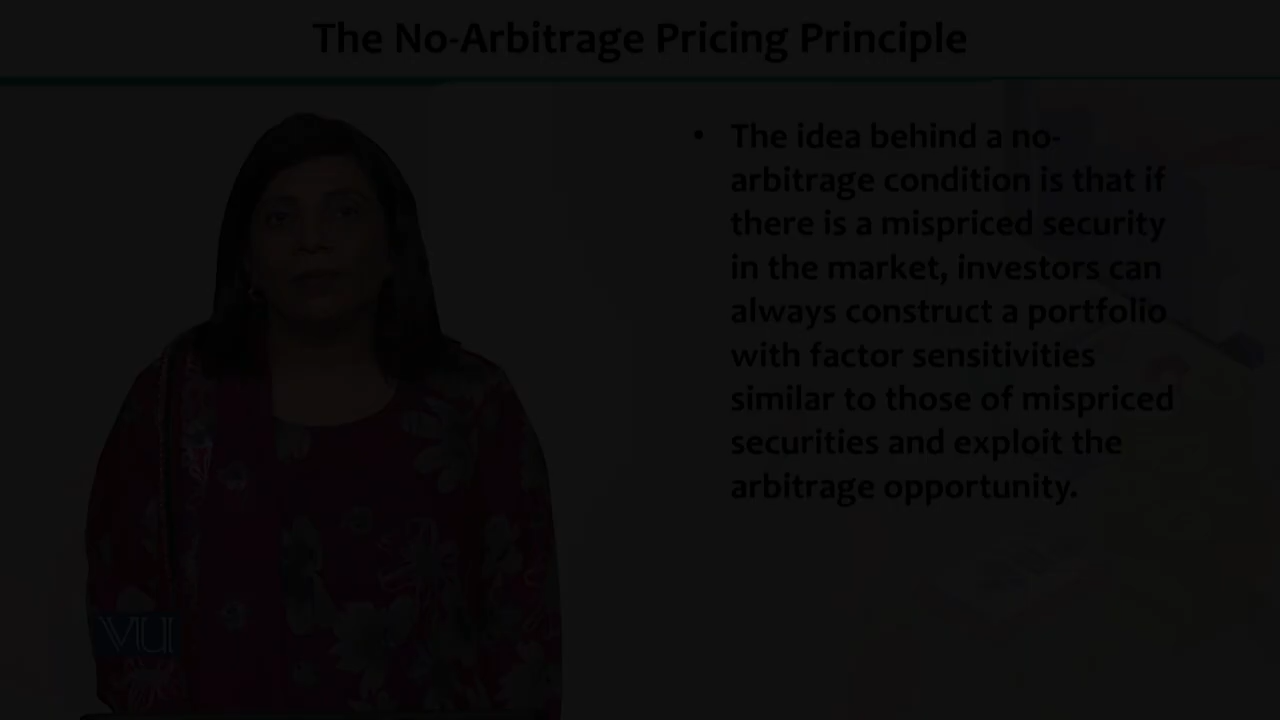 The No-Arbitrage Pricing Principle
• The idea behind a no-
arbitrage condition is that if
there is a mispriced security
in the market, investors can
always construct a portfolio
with factor sensitivities
similar to those of mispriced
securities and exploit the
arbitrage opportunity.
VU